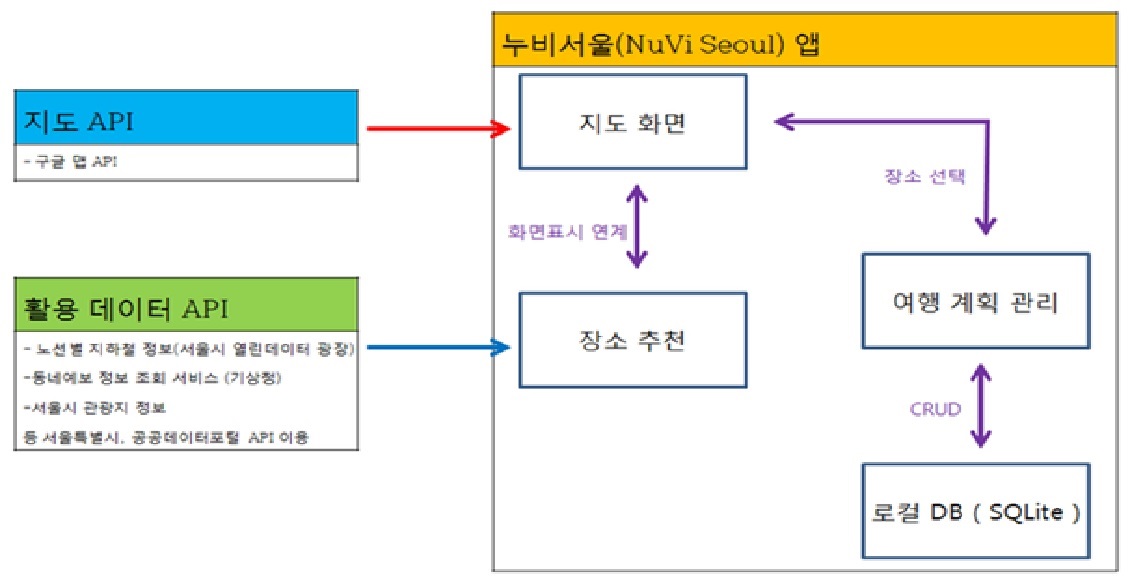 누비서울(NuVi Seoul) 앱
지도 API
- 구글 맵 API
지도 화면
장소 선택
화면표시 연계
활용 데이터 API
- 노선별 지하철 정보(서울시 열린데이터 광장)
-동네예보 정보 조회 서비스 (기상청)
-서울시 관광지 정보
등 서울특별시, 공공데이터포털 API 이용
장소 추천
여행 계획 관리
CRUD
로컬 DB ( SQLite )